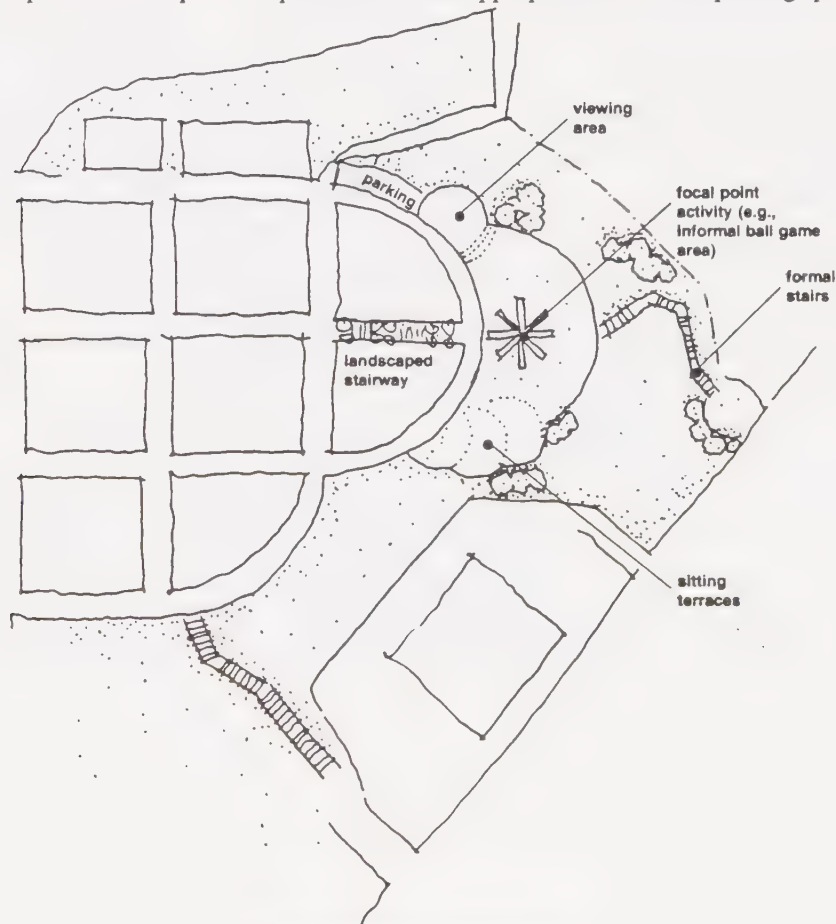 viewing
area
parking
focal point
activity (e.g.,
informal ball game
area)
formal
stairs
landscaped
stairway
sitting
terraces